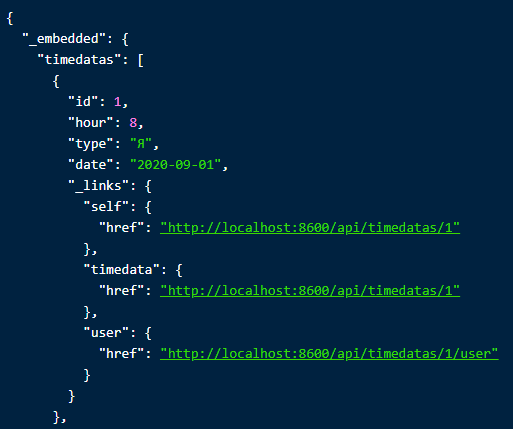 {
"_embedded": {
"timedatas": [
{
"id": 1,
"hour": 8,
"type": "Я",
"date": "2020-09-01",
"_links": {
"self": {
"href": "http://localhost:8600/api/timedatas/1"
},
"timedata": {
"href": "http://localhost:8600/api/timedatas/1"
},
"user": {
"href": "http://localhost:8600/api/timedatas/1/user"
}
}
},